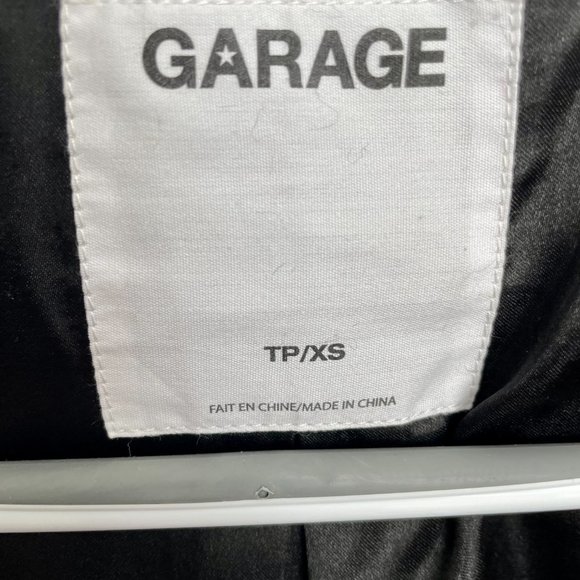 GARAGE
TP/XS
FAIT EN CHINE/MADE IN CHINA